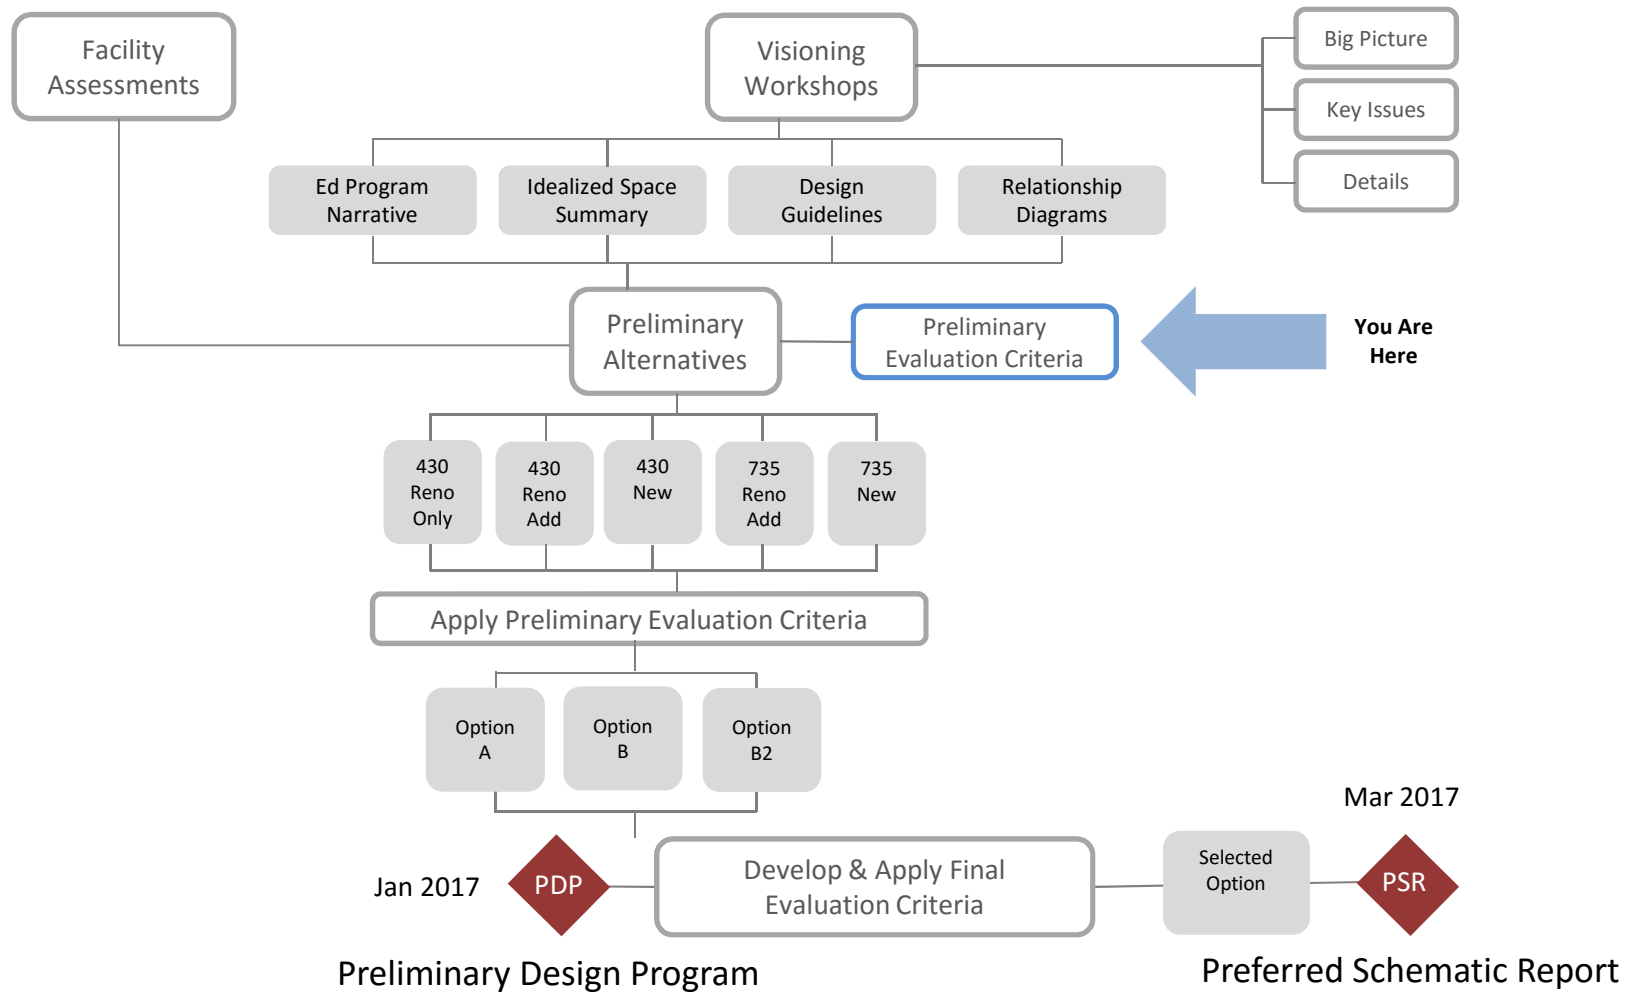 Facility
Assessments
Visioning
Workshops
Big Picture
Key Issues
Details
Ed Program
Narrative
Idealized Space
Summary
Design
Guidelines
Relationship
Diagrams
Preliminary
Alternatives
Preliminary
Evaluation Criteria
You Are
Here
430
Reno
Only
430
Reno
Add
430
New
735
Reno
Add
735
New
Apply Preliminary Evaluation Criteria
Option
A
Option
B
Option
B2
Jan 2017
PDP
Develop & Apply Final
Evaluation Criteria
Selected
Option
Mar 2017
PSR
Preliminary Design Program
Preferred Schematic Report